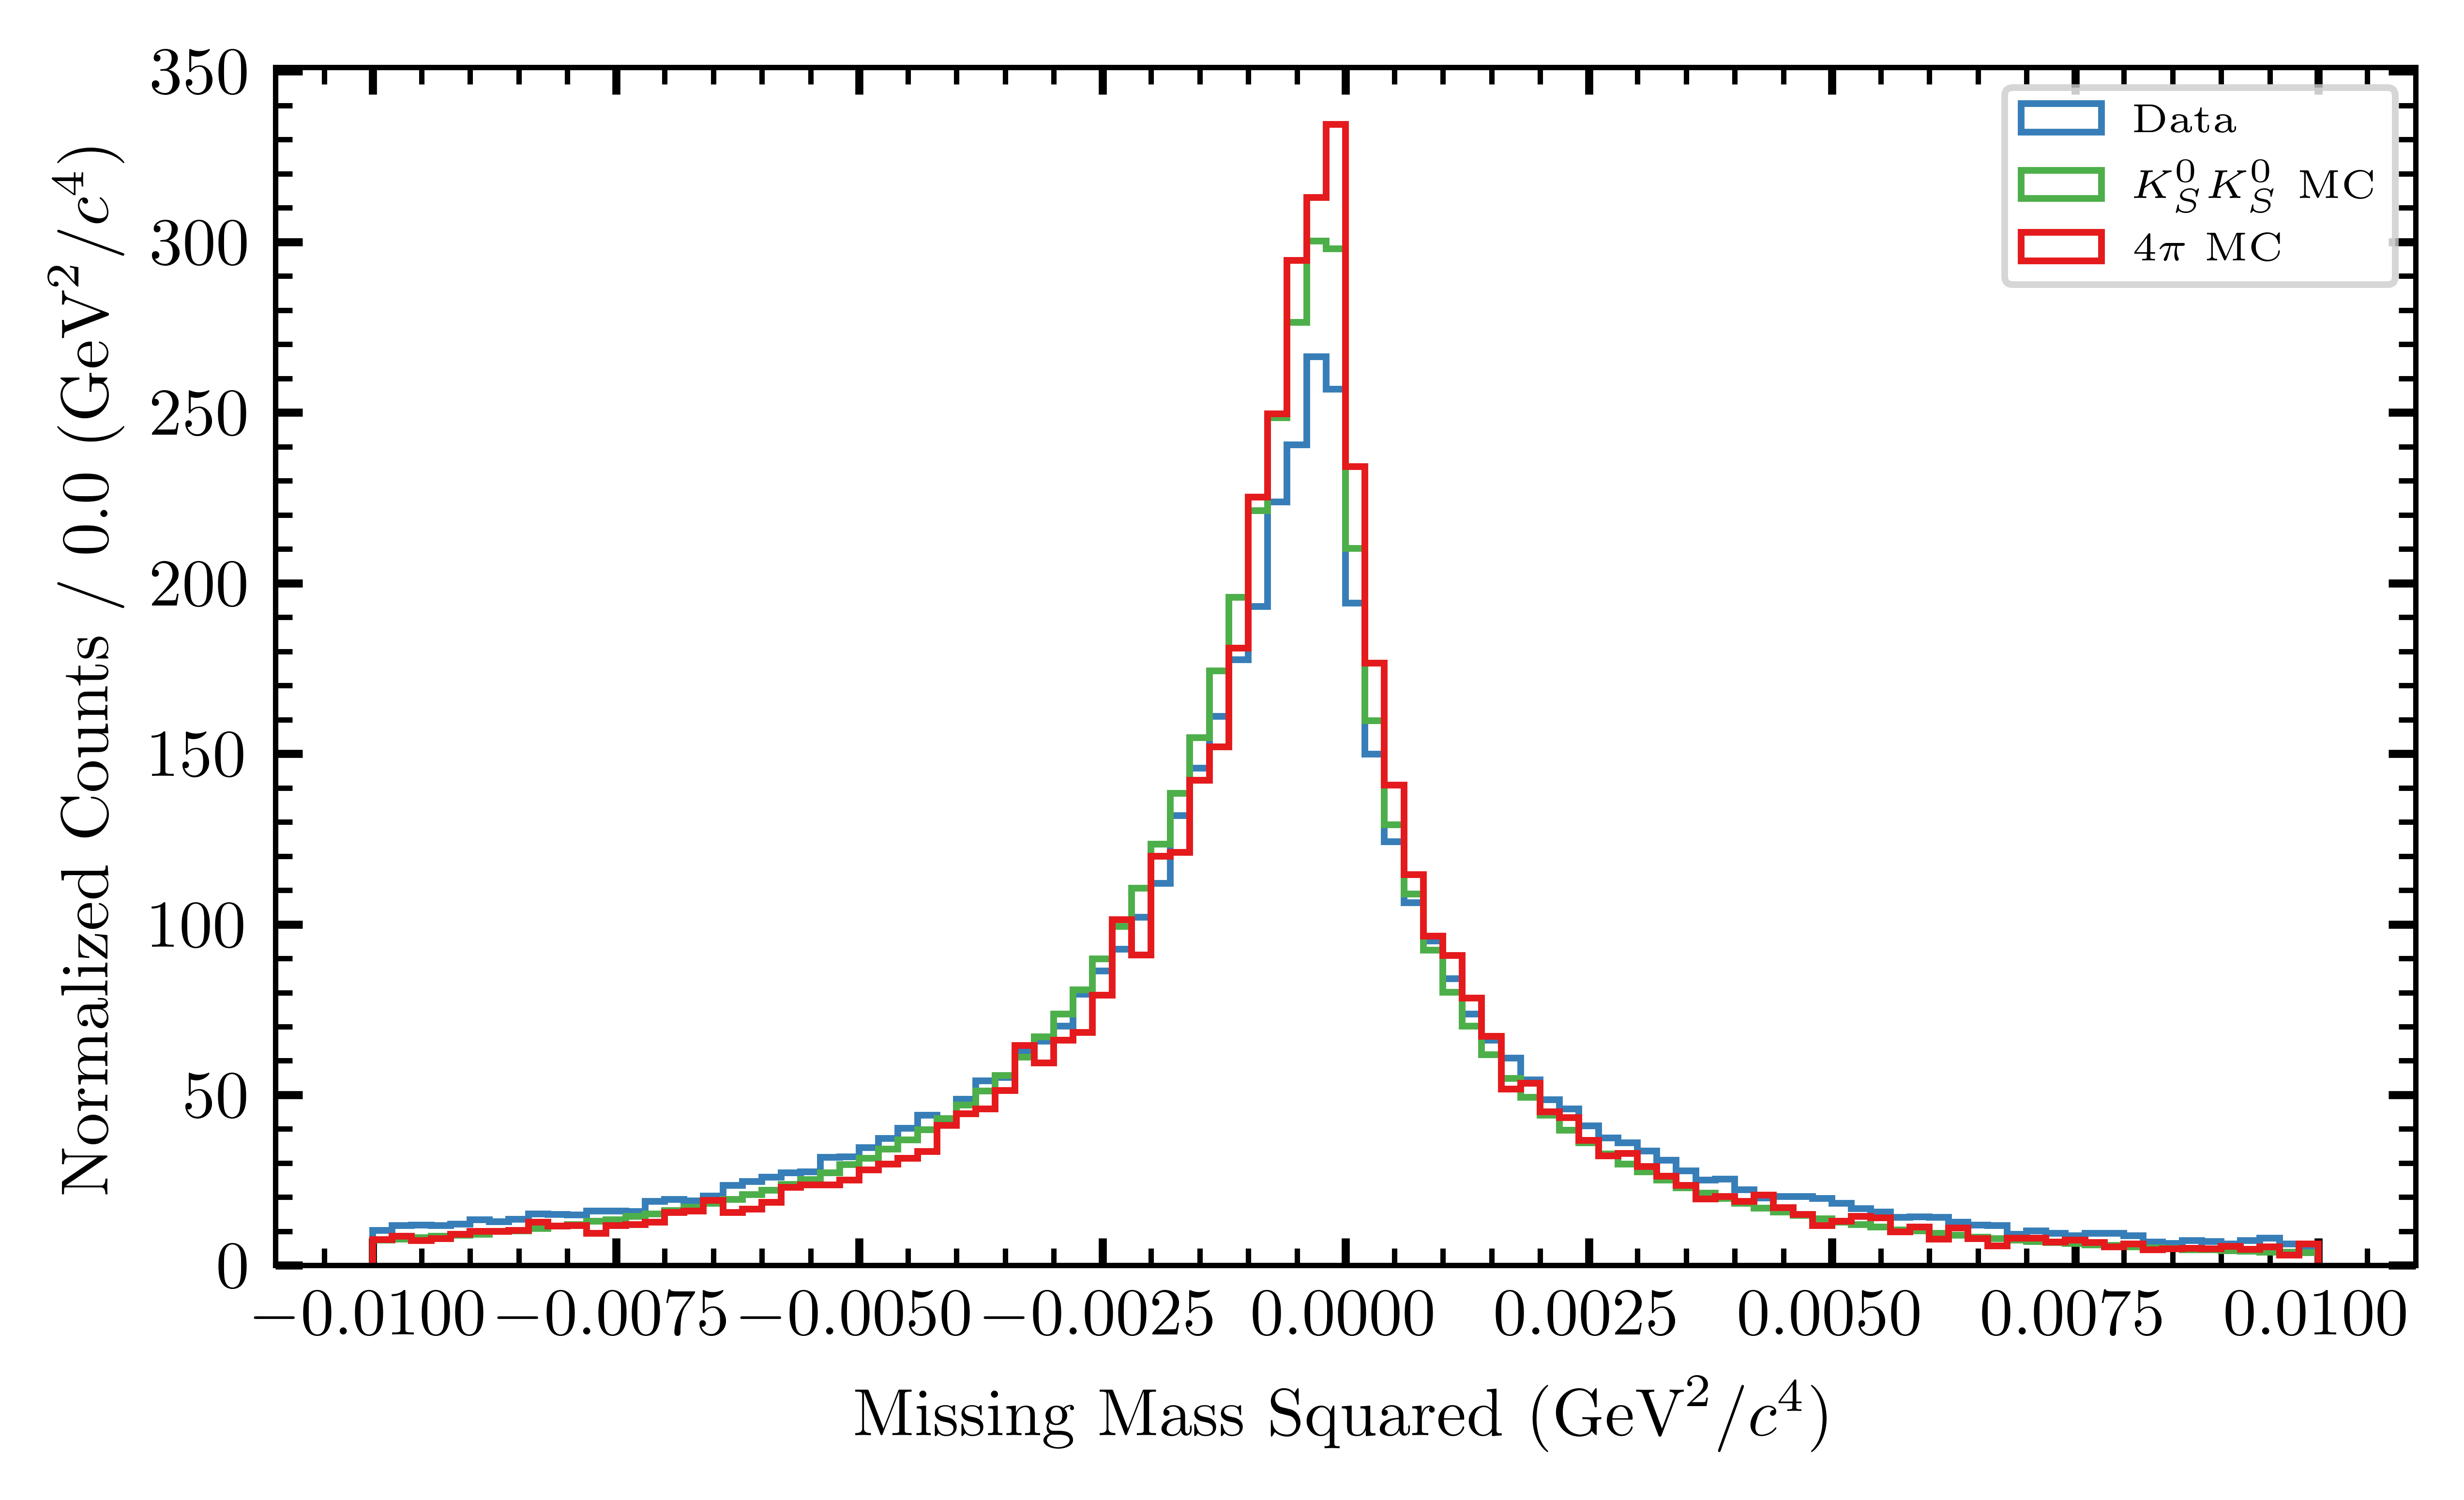 350
300
250
200
150
100
50
0
Normalized Counts / 0.0 (GeV²/c⁴)
Data
K⁰_S K⁰_S MC
4π MC
−0.0100 −0.0075 −0.0050 −0.0025 0.0000 0.0025 0.0050 0.0075 0.0100
Missing Mass Squared (GeV²/c⁴)